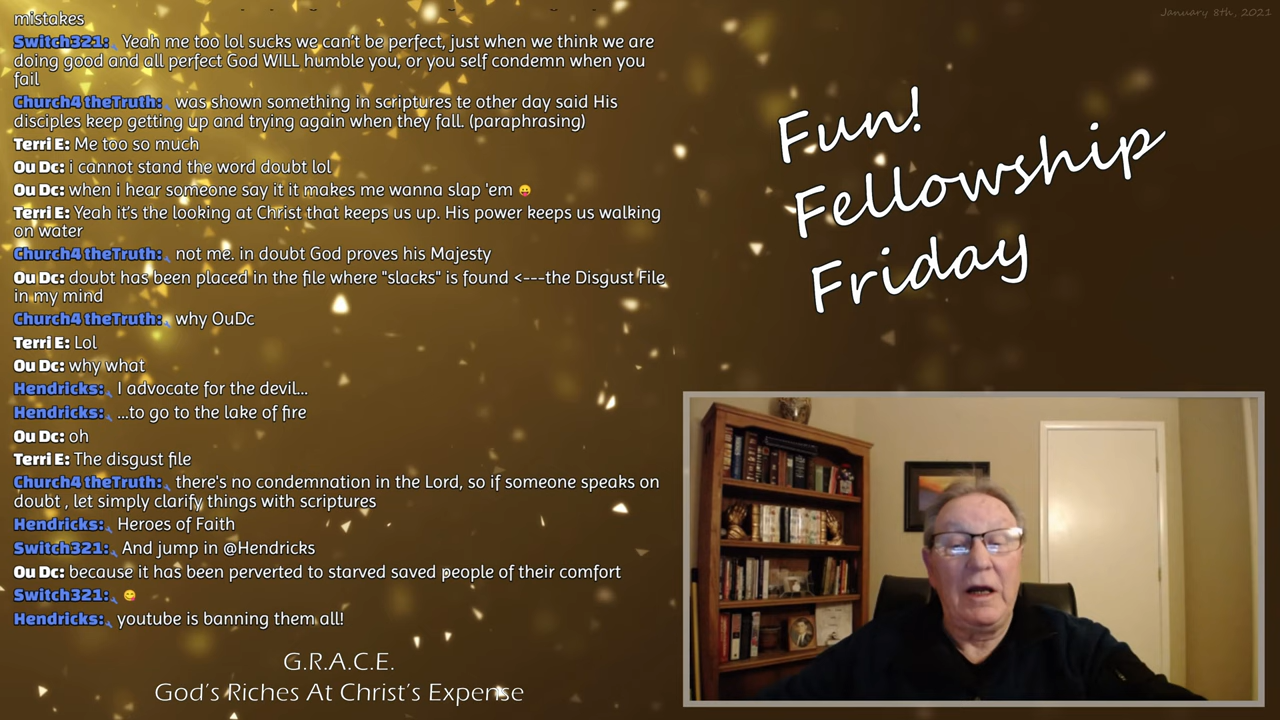 mistakes
Switch321: Yeah me too lol sucks we can't be perfect, just when we think we are
doing good and all perfect God WILL humble you, or you self condemn when you
fail
Church4theTruth: was shown something in scriptures te other day said His
disciples keep getting up and trying again when they fall. (paraphrasing)
Terri E: Me too so much
Ou Dc: i cannot stand the word doubt lol
Ou Dc: when i hear someone say it it makes me wanna slap 'em 😛
Terri E: Yeah it's the looking at Christ that keeps us up. His power keeps us walking
on water
Church4theTruth: not me. in doubt God proves his Majesty
Ou Dc: doubt has been placed in the file where "slacks" is found <---the Disgust File
in my mind
Church4theTruth: why OuDc
Terri E: Lol
Ou Dc: why what
Hendricks: I advocate for the devil...
Hendricks: ...to go to the lake of fire
Ou Dc: oh
Terri E: The disgust file
Church4theTruth: there's no condemnation in the Lord, so if someone speaks on
doubt , let simply clarify things with scriptures
Hendricks: Heroes of Faith
Switch321: And jump in @Hendricks
Ou Dc: because it has been perverted to starved saved people of their comfort
Switch321: 😋
Hendricks: youtube is banning them all!
G.R.A.C.E.
God's Riches At Christ's Expense
January 8th, 2021
Fun!
Fellowship
Friday